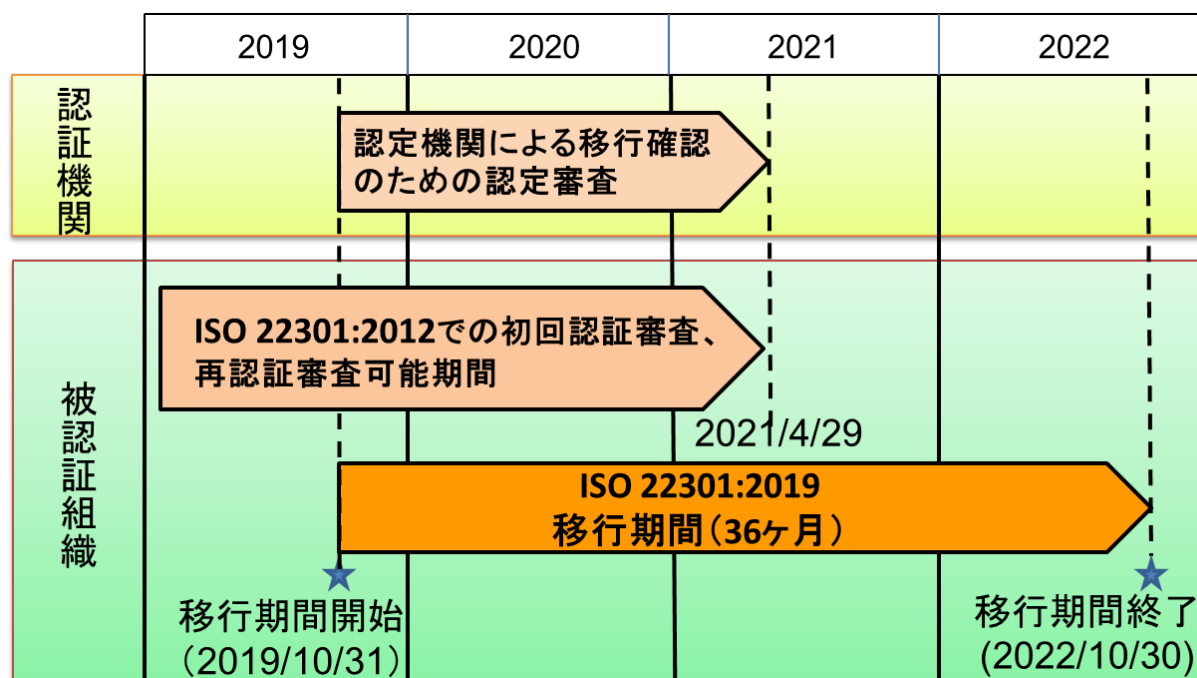 2019
2020
2021
2022
認証機関
認定機関による移行確認
のための認定審査
被認証組織
ISO 22301:2012での初回認証審査、
再認証審査可能期間
2021/4/29
ISO 22301:2019
移行期間（36ヶ月）
移行期間開始
（2019/10/31）
移行期間終了
(2022/10/30)